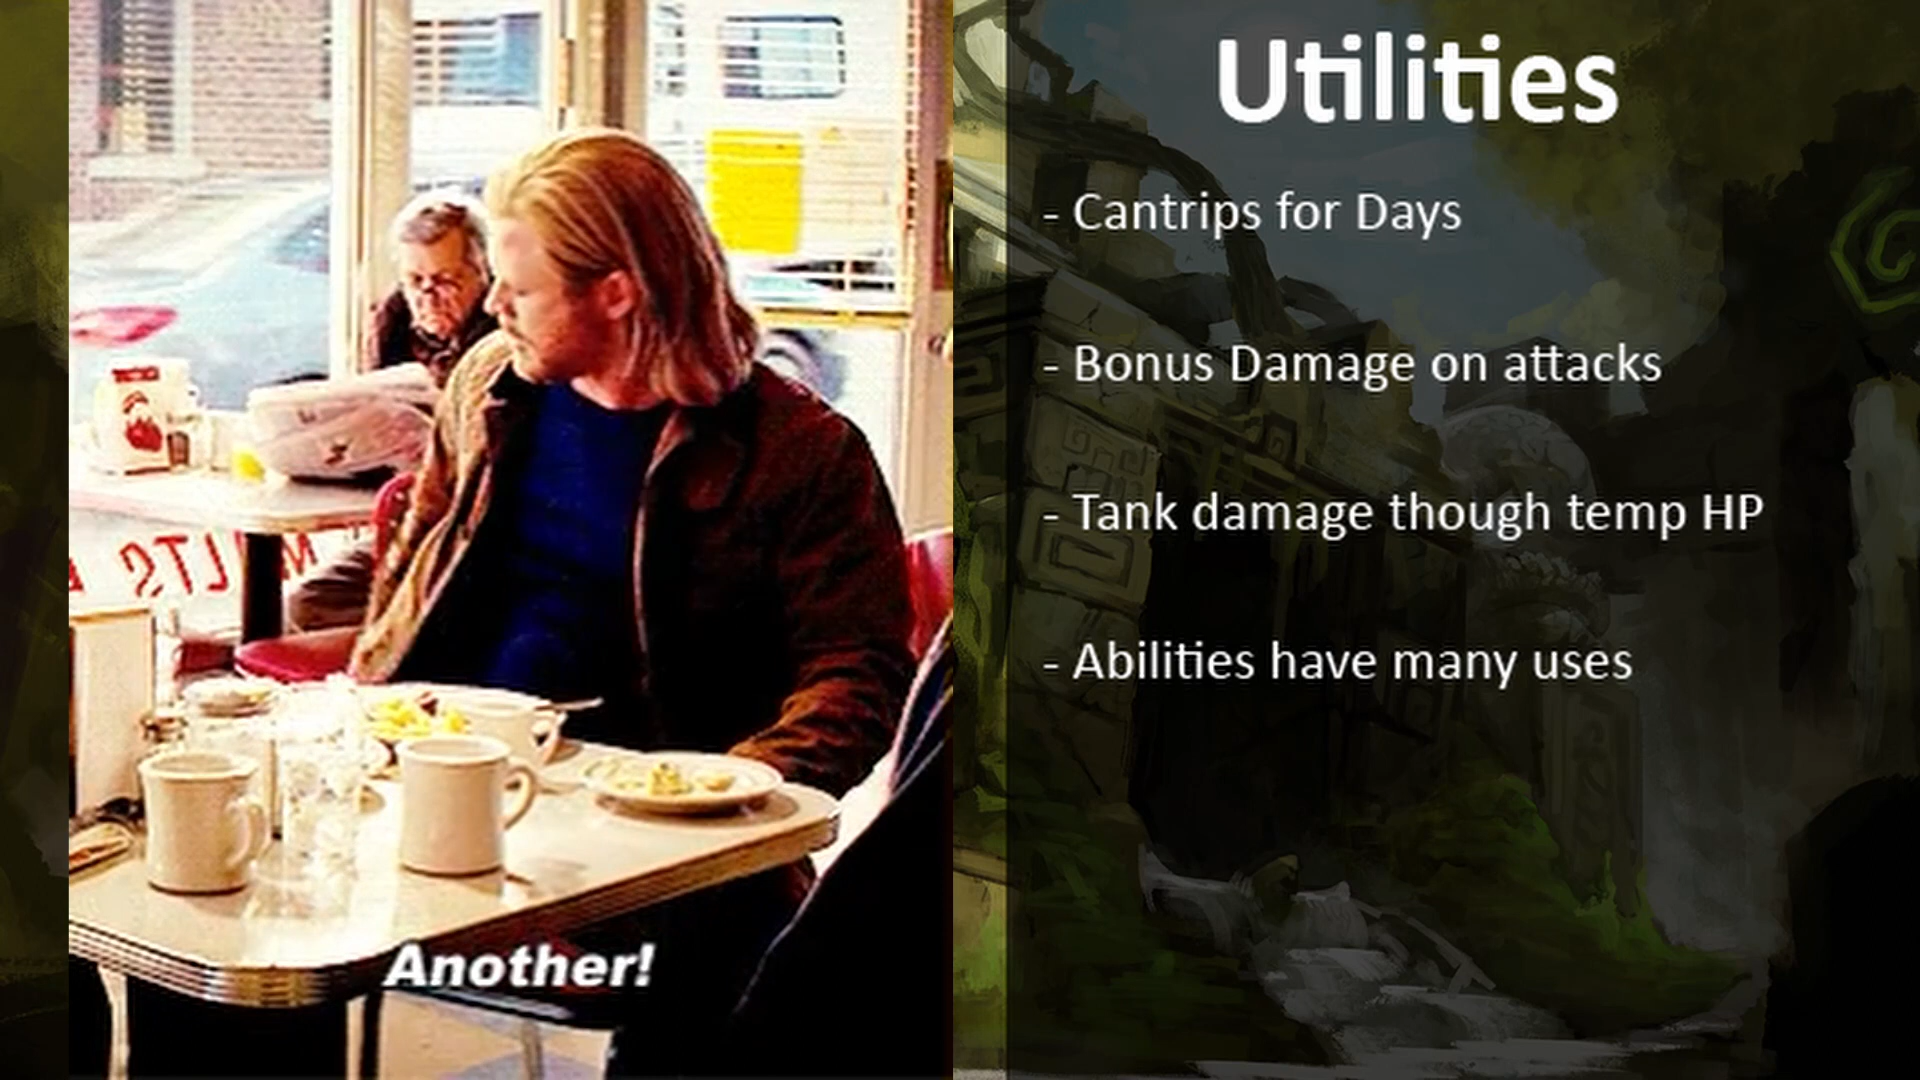 Utilities
- Cantrips for Days
- Bonus Damage on attacks
- Tank damage though temp HP
- Abilities have many uses
Another!